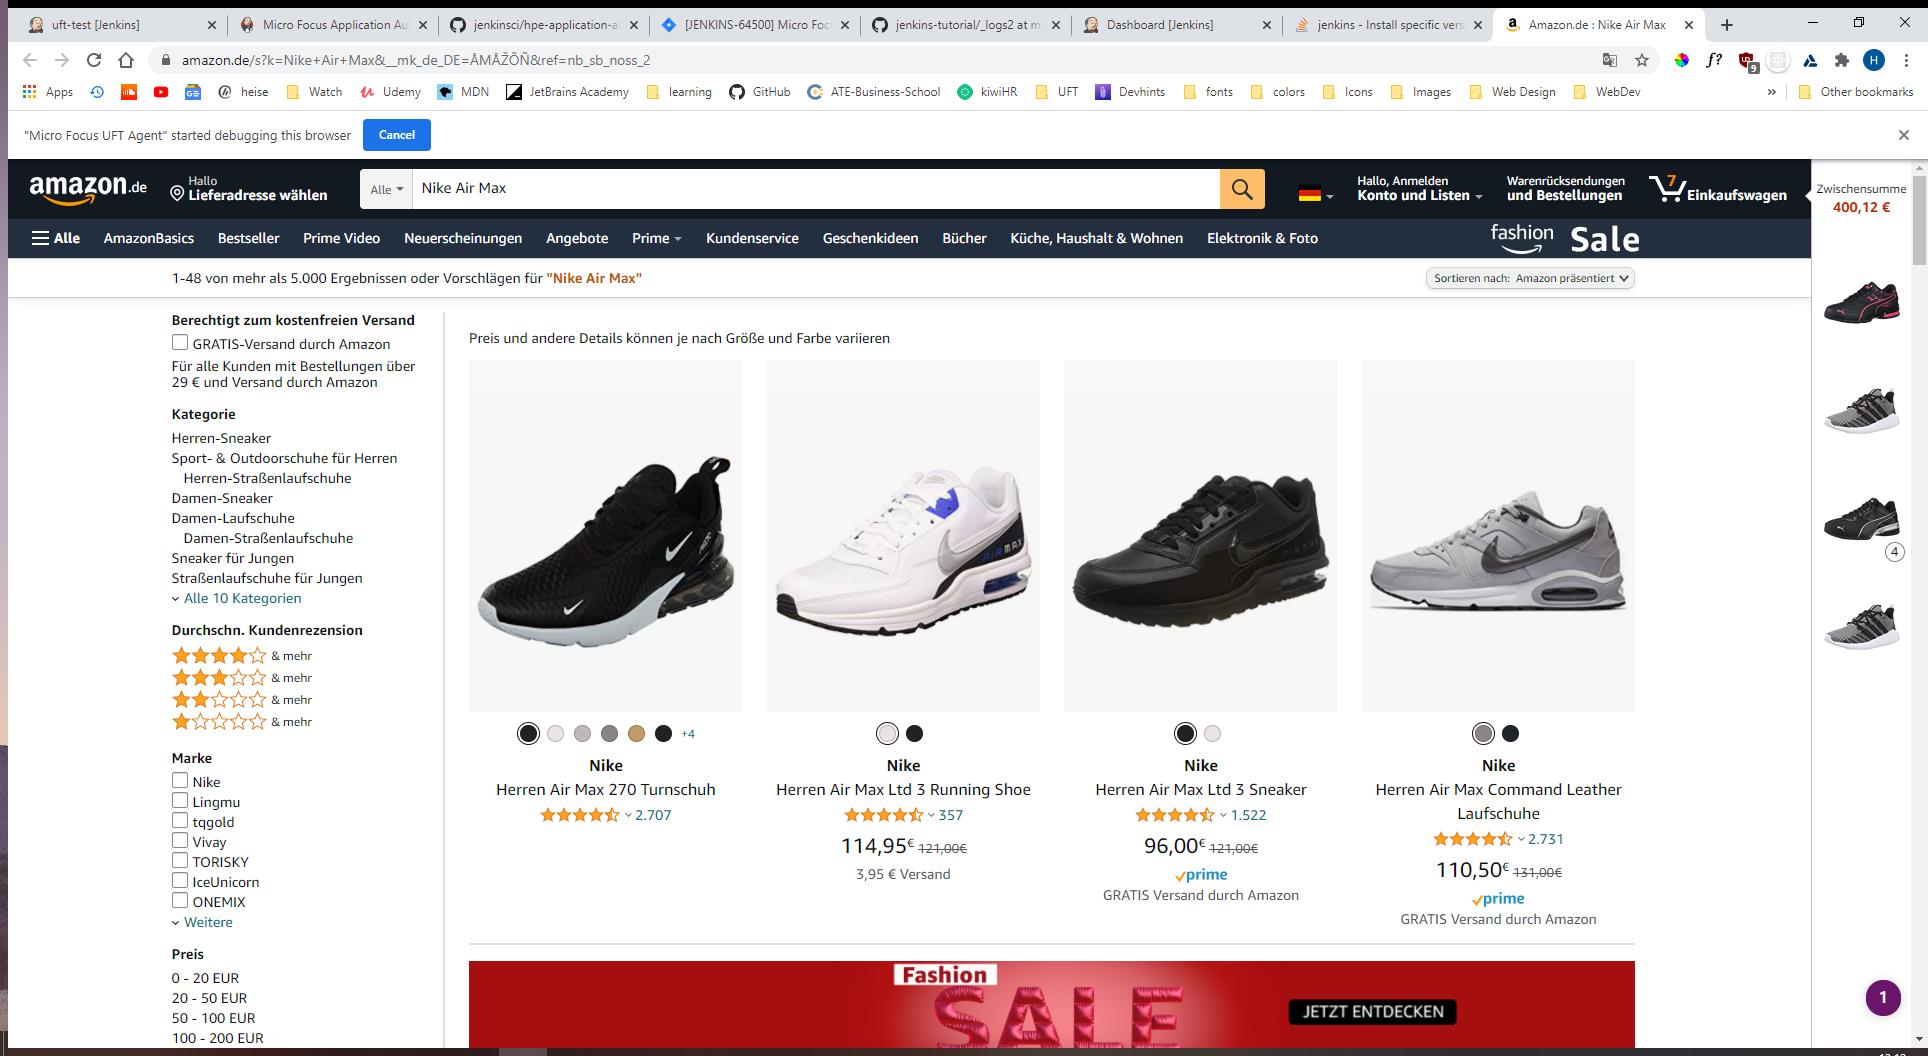 uft-test [Jenkins]
Micro Focus Application Au
jenkinsci/hpe-application-au
[JENKINS-64500] Micro Foc
jenkins-tutorial/_logs2 at m
Dashboard [Jenkins]
jenkins - Install specific vers
Amazon.de : Nike Air Max
amazon.de/s?k=Nike+Air+Max&__mk_de_DE=ÅMÅŽÕÑ&ref=nb_sb_noss_2
f?
9
H
Apps
heise
Watch
Udemy
MDN
JetBrains Academy
learning
GitHub
ATE-Business-School
kiwiHR
UFT
Devhints
fonts
colors
Icons
Images
Web Design
WebDev
»
Other bookmarks
"Micro Focus UFT Agent" started debugging this browser
Cancel
amazon.de
Hallo
Lieferadresse wählen
Alle
Nike Air Max
Hallo, Anmelden
Konto und Listen
Warenrücksendungen
und Bestellungen
7
Einkaufswagen
Zwischensumme
400,12 €
Alle
AmazonBasics
Bestseller
Prime Video
Neuerscheinungen
Angebote
Prime
Kundenservice
Geschenkideen
Bücher
Küche, Haushalt & Wohnen
Elektronik & Foto
fashion Sale
1-48 von mehr als 5.000 Ergebnissen oder Vorschlägen für "Nike Air Max"
Sortieren nach: Amazon präsentiert
Berechtigt zum kostenfreien Versand
GRATIS-Versand durch Amazon
Für alle Kunden mit Bestellungen über
29 € und Versand durch Amazon
Kategorie
Herren-Sneaker
Sport- & Outdoorschuhe für Herren
Herren-Straßenlaufschuhe
Damen-Sneaker
Damen-Laufschuhe
Damen-Straßenlaufschuhe
Sneaker für Jungen
Straßenlaufschuhe für Jungen
Alle 10 Kategorien
Durchschn. Kundenrezension
& mehr
& mehr
& mehr
& mehr
Marke
Nike
Lingmu
tqgold
Vivay
TORISKY
IceUnicorn
ONEMIX
Weitere
Preis
0 - 20 EUR
20 - 50 EUR
50 - 100 EUR
100 - 200 EUR
Preis und andere Details können je nach Größe und Farbe variieren
AIR MAX
+4
Nike
Herren Air Max 270 Turnschuh
2.707
Nike
Herren Air Max Ltd 3 Running Shoe
357
114,95€ 121,00€
3,95 € Versand
Nike
Herren Air Max Ltd 3 Sneaker
1.522
96,00€ 121,00€
prime
GRATIS Versand durch Amazon
Nike
Herren Air Max Command Leather
Laufschuhe
2.731
110,50€ 131,00€
prime
GRATIS Versand durch Amazon
4
Fashion
SALE
JETZT ENTDECKEN
1